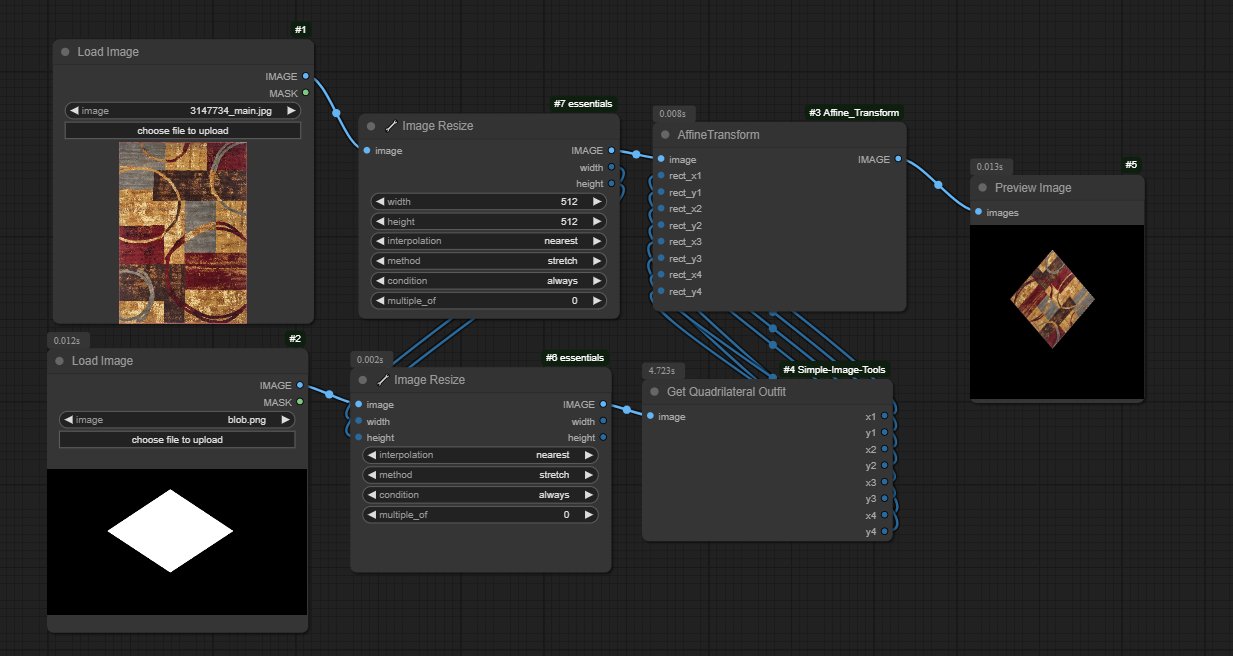 #1
Load Image
IMAGE
MASK
image 3147734_main.jpg
choose file to upload
#7 essentials
Image Resize
image IMAGE
width
height
width 512
height 512
interpolation nearest
method stretch
condition always
multiple_of 0
0.008s #3 Affine_Transform
AffineTransform
image IMAGE
rect_x1
rect_y1
rect_x2
rect_y2
rect_x3
rect_y3
rect_x4
rect_y4
0.013s #5
Preview Image
images
0.012s #2
Load Image
IMAGE
MASK
image blob.png
choose file to upload
0.002s #6 essentials
Image Resize
image IMAGE
width width
height height
interpolation nearest
method stretch
condition always
multiple_of 0
4.723s #4 Simple-Image-Tools
Get Quadrilateral Outfit
image x1
y1
x2
y2
x3
y3
x4
y4